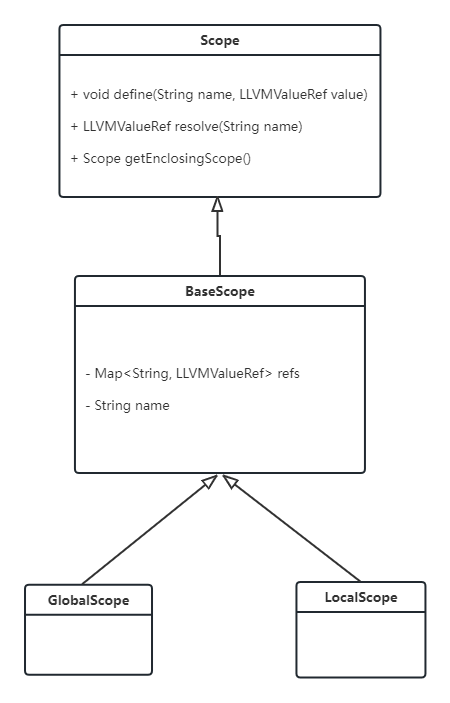 Scope
+ void define(String name, LLVMValueRef value)
+ LLVMValueRef resolve(String name)
+ Scope getEnclosingScope()
BaseScope
- Map<String, LLVMValueRef> refs
- String name
GlobalScope
LocalScope